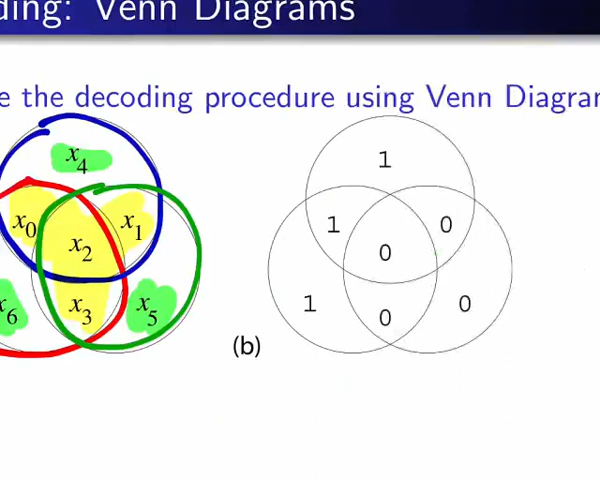 ding: Venn Diagrams
e the decoding procedure using Venn Diagram
x4
x0 x2 x1
x6 x3 x5
1
1 0
0
1 0 0
(b)